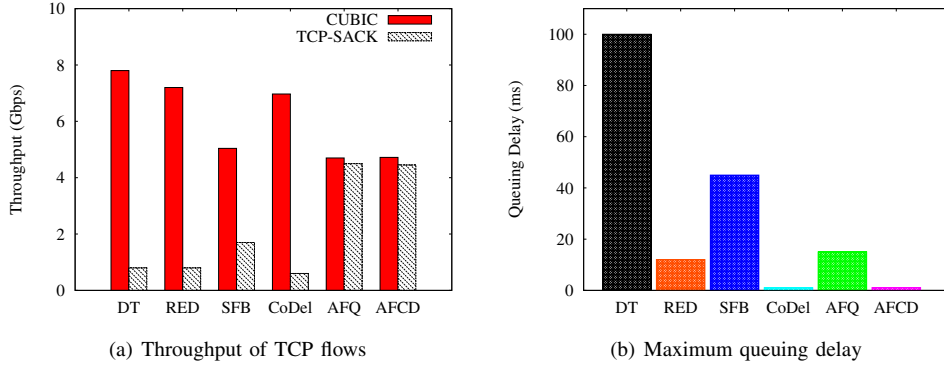 10
8
6
4
2
0
Throughput (Gbps)
CUBIC
TCP-SACK
DT RED SFB CoDel AFQ AFCD
(a) Throughput of TCP flows
100
80
60
40
20
0
Queuing Delay (ms)
DT RED SFB CoDel AFQ AFCD
(b) Maximum queuing delay